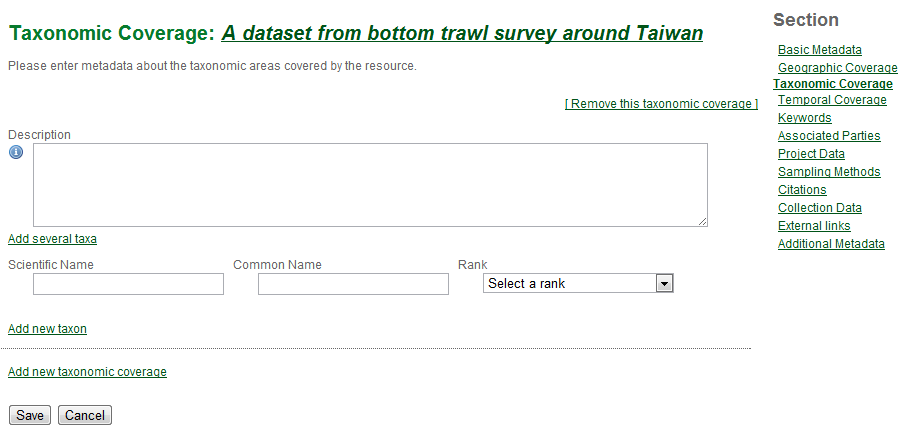 Taxonomic Coverage: A dataset from bottom trawl survey around Taiwan
Please enter metadata about the taxonomic areas covered by the resource.
[ Remove this taxonomic coverage ]
Description
i
Add several taxa
Scientific Name Common Name Rank
Select a rank
Add new taxon
Add new taxonomic coverage
Save Cancel
Section
Basic Metadata
Geographic Coverage
Taxonomic Coverage
Temporal Coverage
Keywords
Associated Parties
Project Data
Sampling Methods
Citations
Collection Data
External links
Additional Metadata